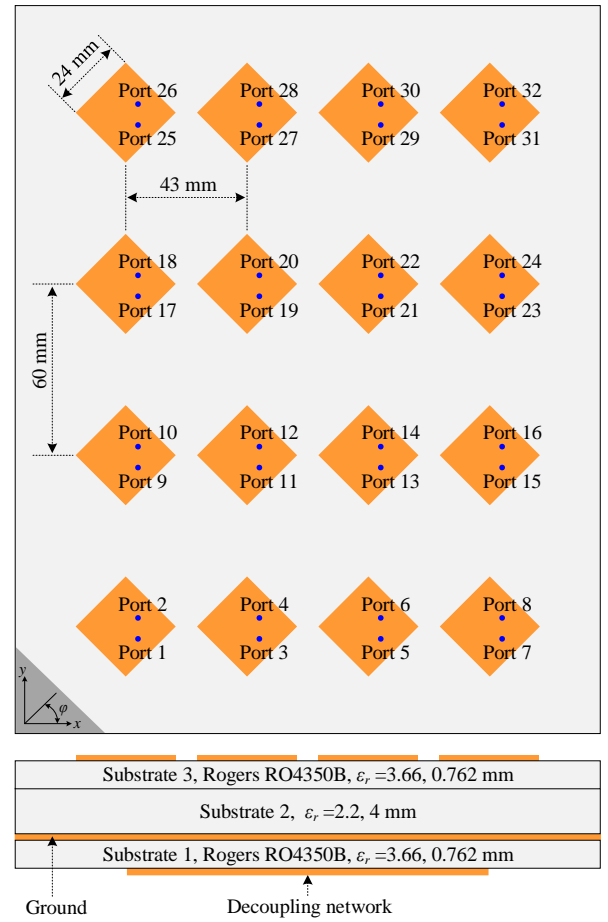 24 mm
Port 26 Port 28 Port 30 Port 32
Port 25 Port 27 Port 29 Port 31
43 mm
Port 18 Port 20 Port 22 Port 24
Port 17 Port 19 Port 21 Port 23
60 mm
Port 10 Port 12 Port 14 Port 16
Port 9 Port 11 Port 13 Port 15
Port 2 Port 4 Port 6 Port 8
Port 1 Port 3 Port 5 Port 7
y
φ
x
Substrate 3, Rogers RO4350B, εr =3.66, 0.762 mm
Substrate 2, εr =2.2, 4 mm
Substrate 1, Rogers RO4350B, εr =3.66, 0.762 mm
Ground Decoupling network